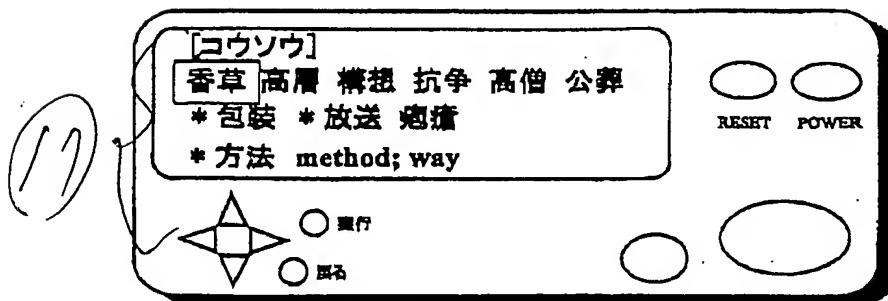 [コウソウ]
香草 高層 構想 抗争 高僧 公葬
*包装 *放送 疱瘡
*方法 method; way
RESET POWER
17
実行
戻る